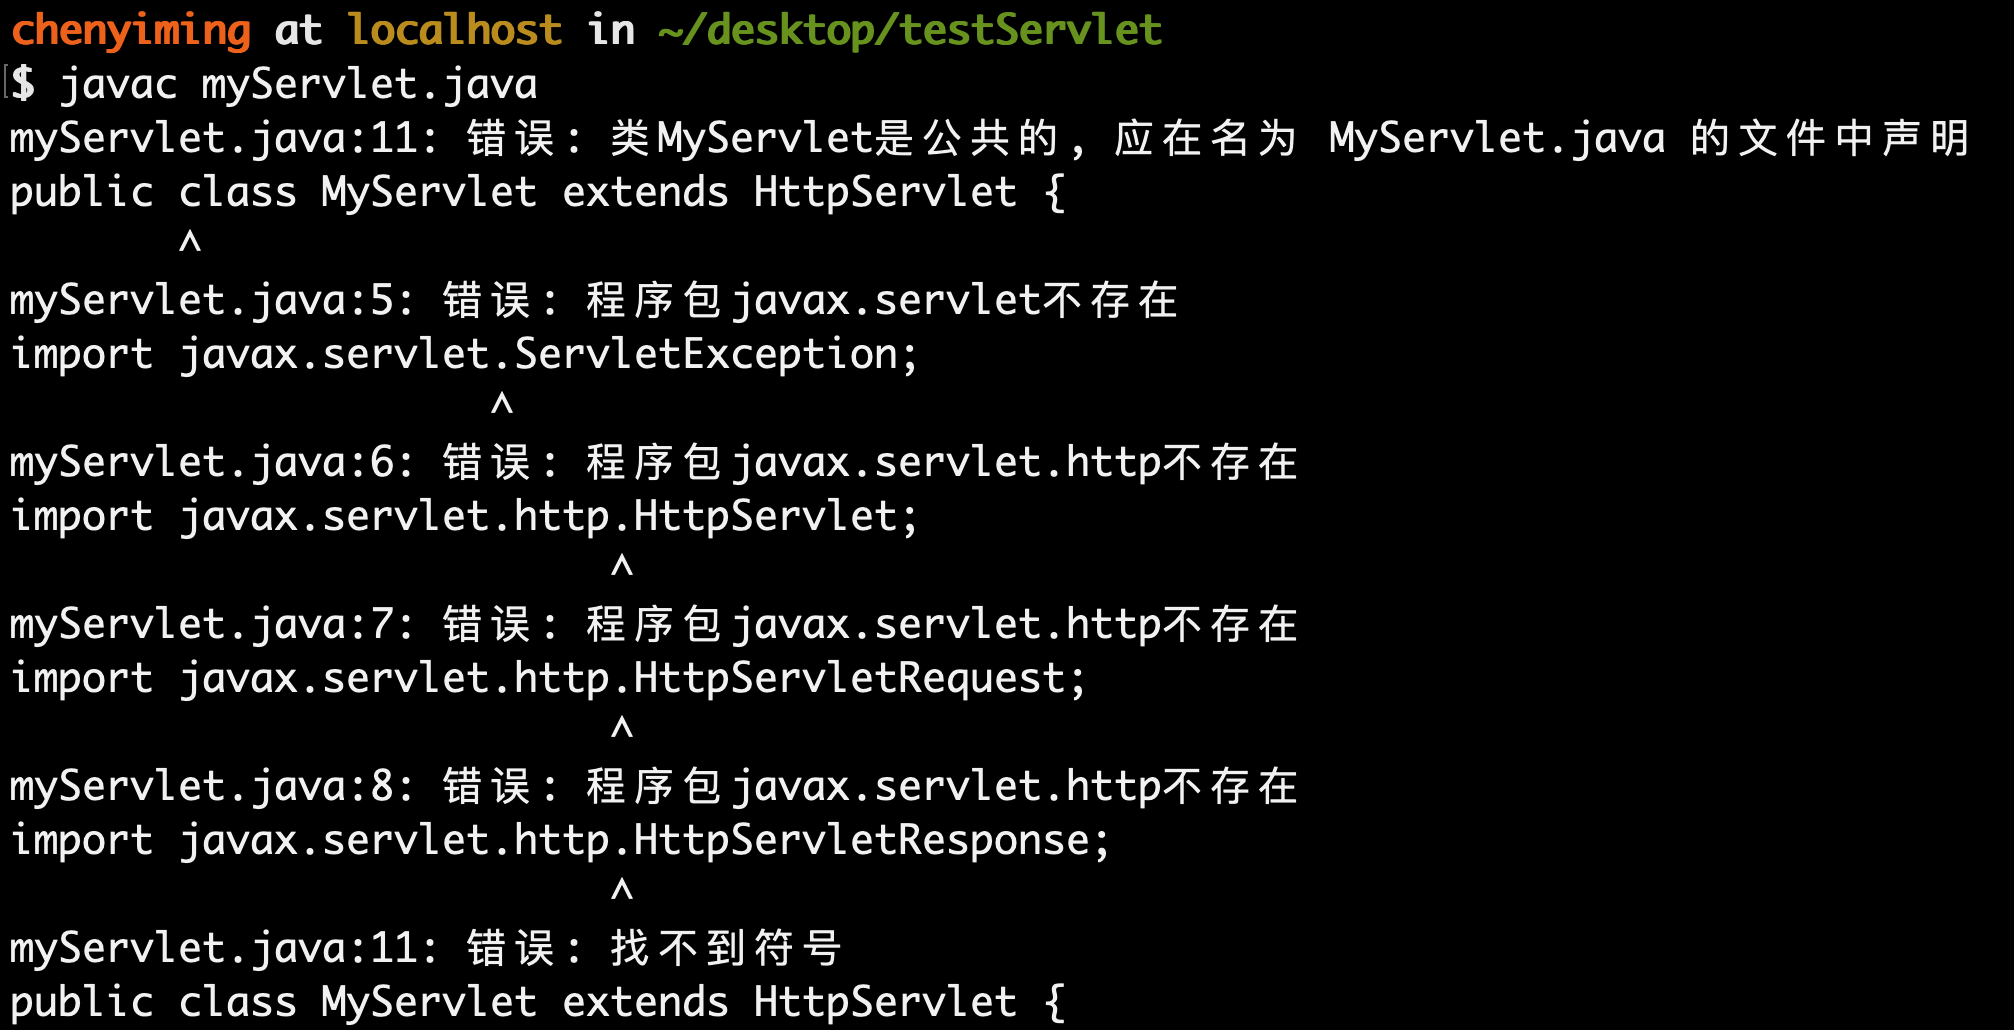 chenyiming at localhost in ~/desktop/testServlet
$ javac myServlet.java
myServlet.java:11: 错误: 类MyServlet是公共的, 应在名为 MyServlet.java 的文件中声明
public class MyServlet extends HttpServlet {
       ^
myServlet.java:5: 错误: 程序包javax.servlet不存在
import javax.servlet.ServletException;
                    ^
myServlet.java:6: 错误: 程序包javax.servlet.http不存在
import javax.servlet.http.HttpServlet;
                         ^
myServlet.java:7: 错误: 程序包javax.servlet.http不存在
import javax.servlet.http.HttpServletRequest;
                         ^
myServlet.java:8: 错误: 程序包javax.servlet.http不存在
import javax.servlet.http.HttpServletResponse;
                         ^
myServlet.java:11: 错误: 找不到符号
public class MyServlet extends HttpServlet {